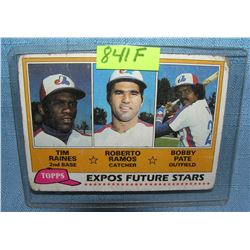 841F
TIM
RAINES
2nd BASE
ROBERTO
RAMOS
CATCHER
BOBBY
PATE
OUTFIELD
TOPPS
EXPOS FUTURE STARS